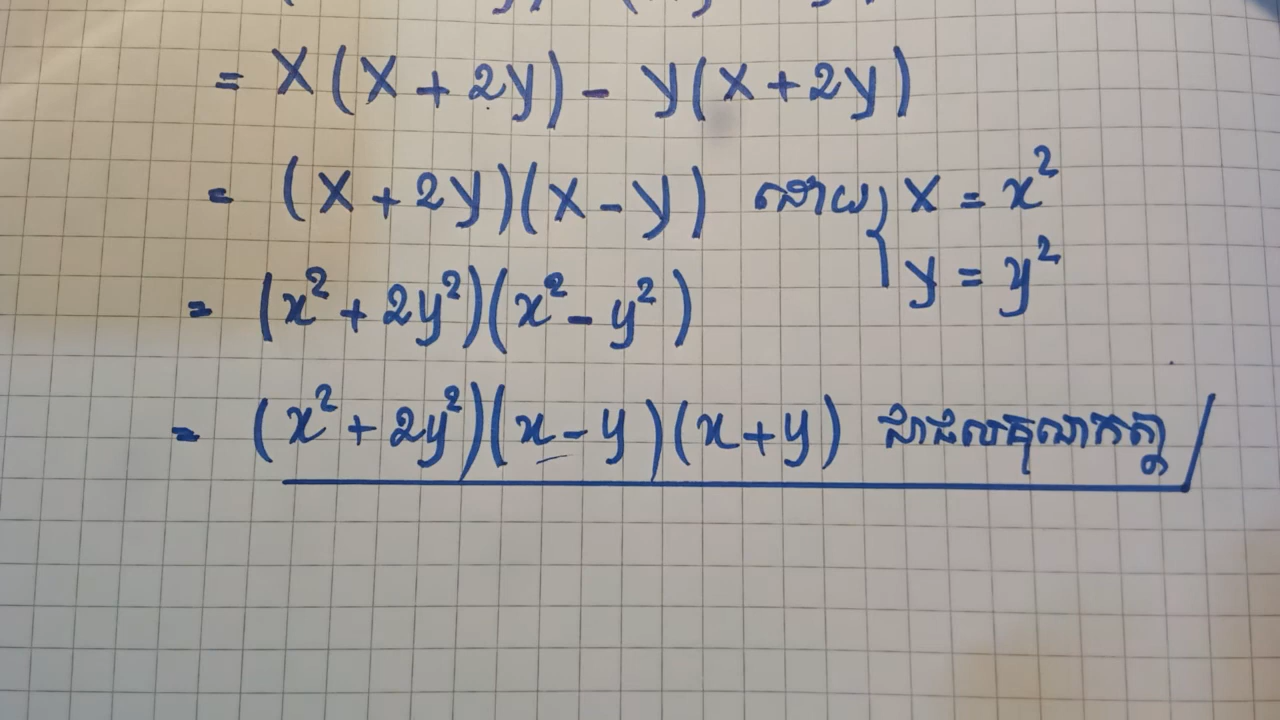 = X(X + 2Y) - Y(X + 2Y)
= (X + 2Y)(X - Y) ដោយ { X = x²
Y = y²
= (x² + 2y²)(x² - y²)
= (x² + 2y²)(x - y)(x + y) ជាផលគុណកត្តា